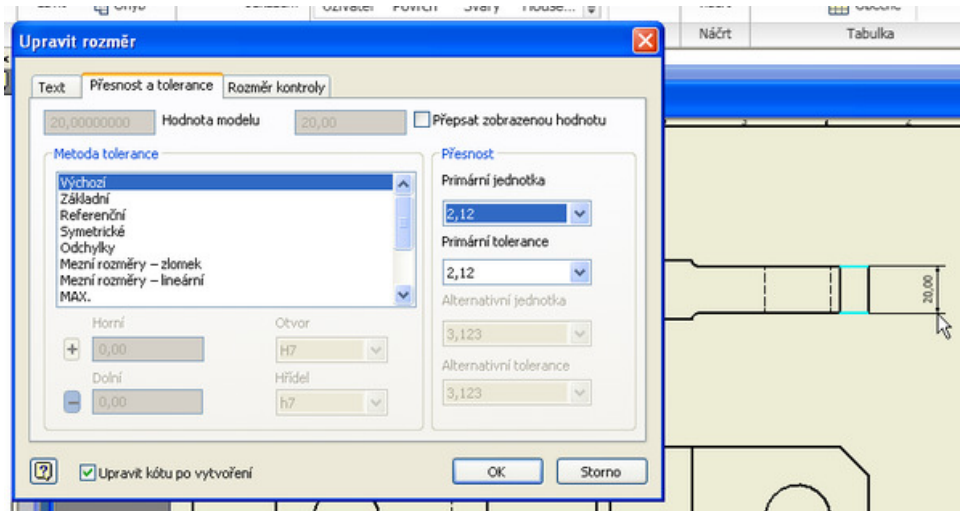 Náčrt Tabulka
Upravit rozměr
Text Přesnost a tolerance Rozměr kontroly
20,00000000 Hodnota modelu 20,00 Přepsat zobrazenou hodnotu
Metoda tolerance
Výchozí
Základní
Referenční
Symetrické
Odchylky
Mezní rozměry – zlomek
Mezní rozměry – lineární
MAX.
Horní Otvor
+ 0,00 H7
Dolní Hřídel
- 0,00 h7
Přesnost
Primární jednotka
2,12
Primární tolerance
2,12
Alternativní jednotka
3,123
Alternativní tolerance
3,123
Upravit kótu po vytvoření OK Storno
20,00